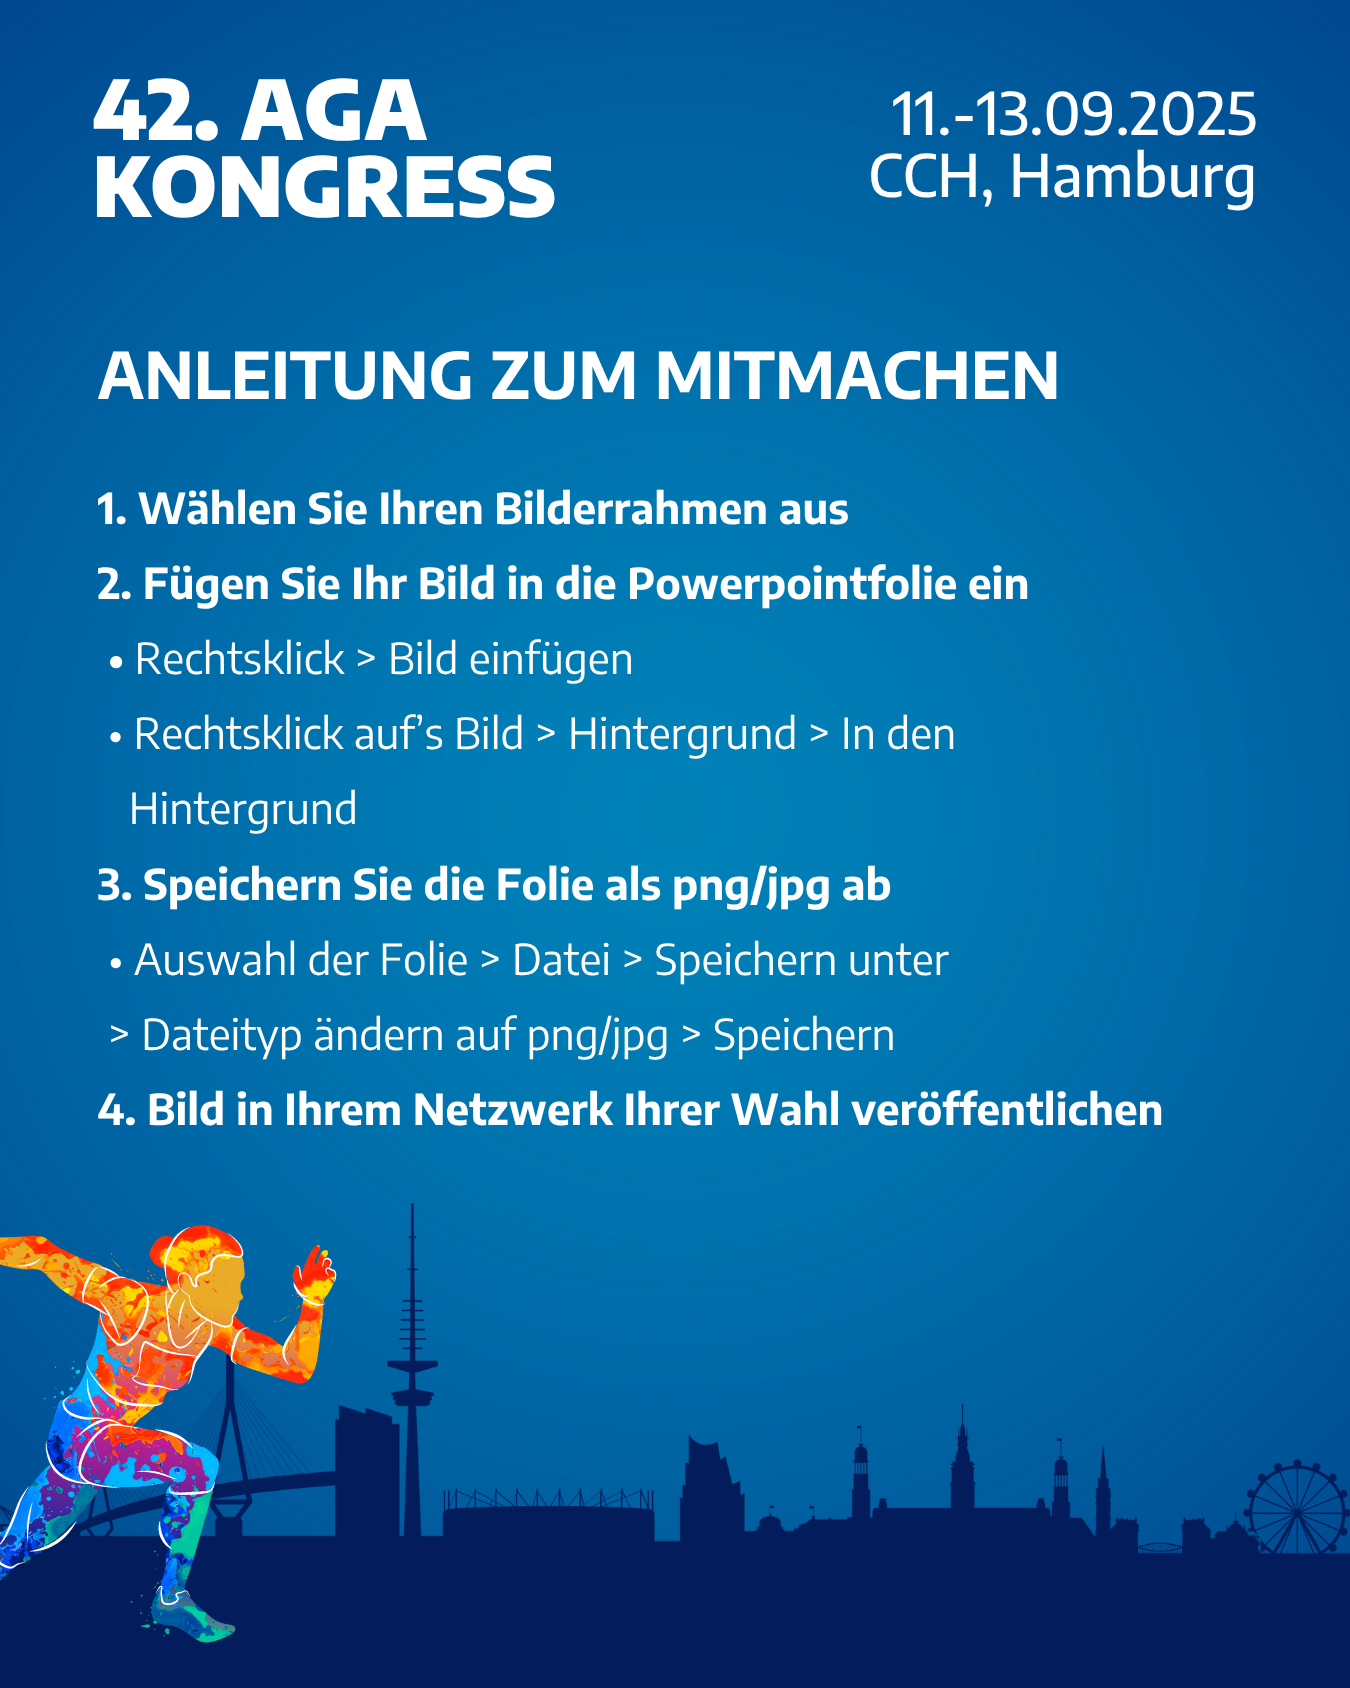 42. AGA
KONGRESS
11.-13.09.2025
CCH, Hamburg
ANLEITUNG ZUM MITMACHEN
1. Wählen Sie Ihren Bilderrahmen aus
2. Fügen Sie Ihr Bild in die Powerpointfolie ein
• Rechtsklick > Bild einfügen
• Rechtsklick auf’s Bild > Hintergrund > In den
Hintergrund
3. Speichern Sie die Folie als png/jpg ab
• Auswahl der Folie > Datei > Speichern unter
> Dateityp ändern auf png/jpg > Speichern
4. Bild in Ihrem Netzwerk Ihrer Wahl veröffentlichen